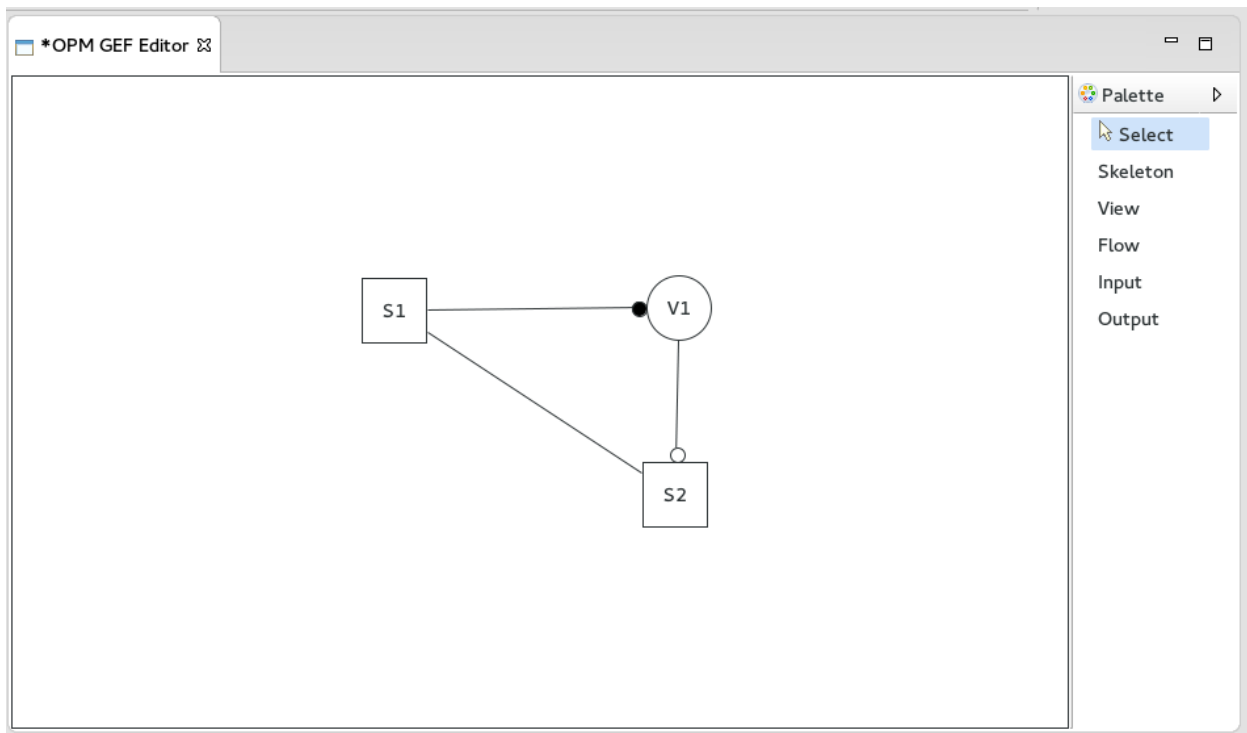 *OPM GEF Editor
Palette
Select
Skeleton
View
Flow
Input
Output
S1
V1
S2